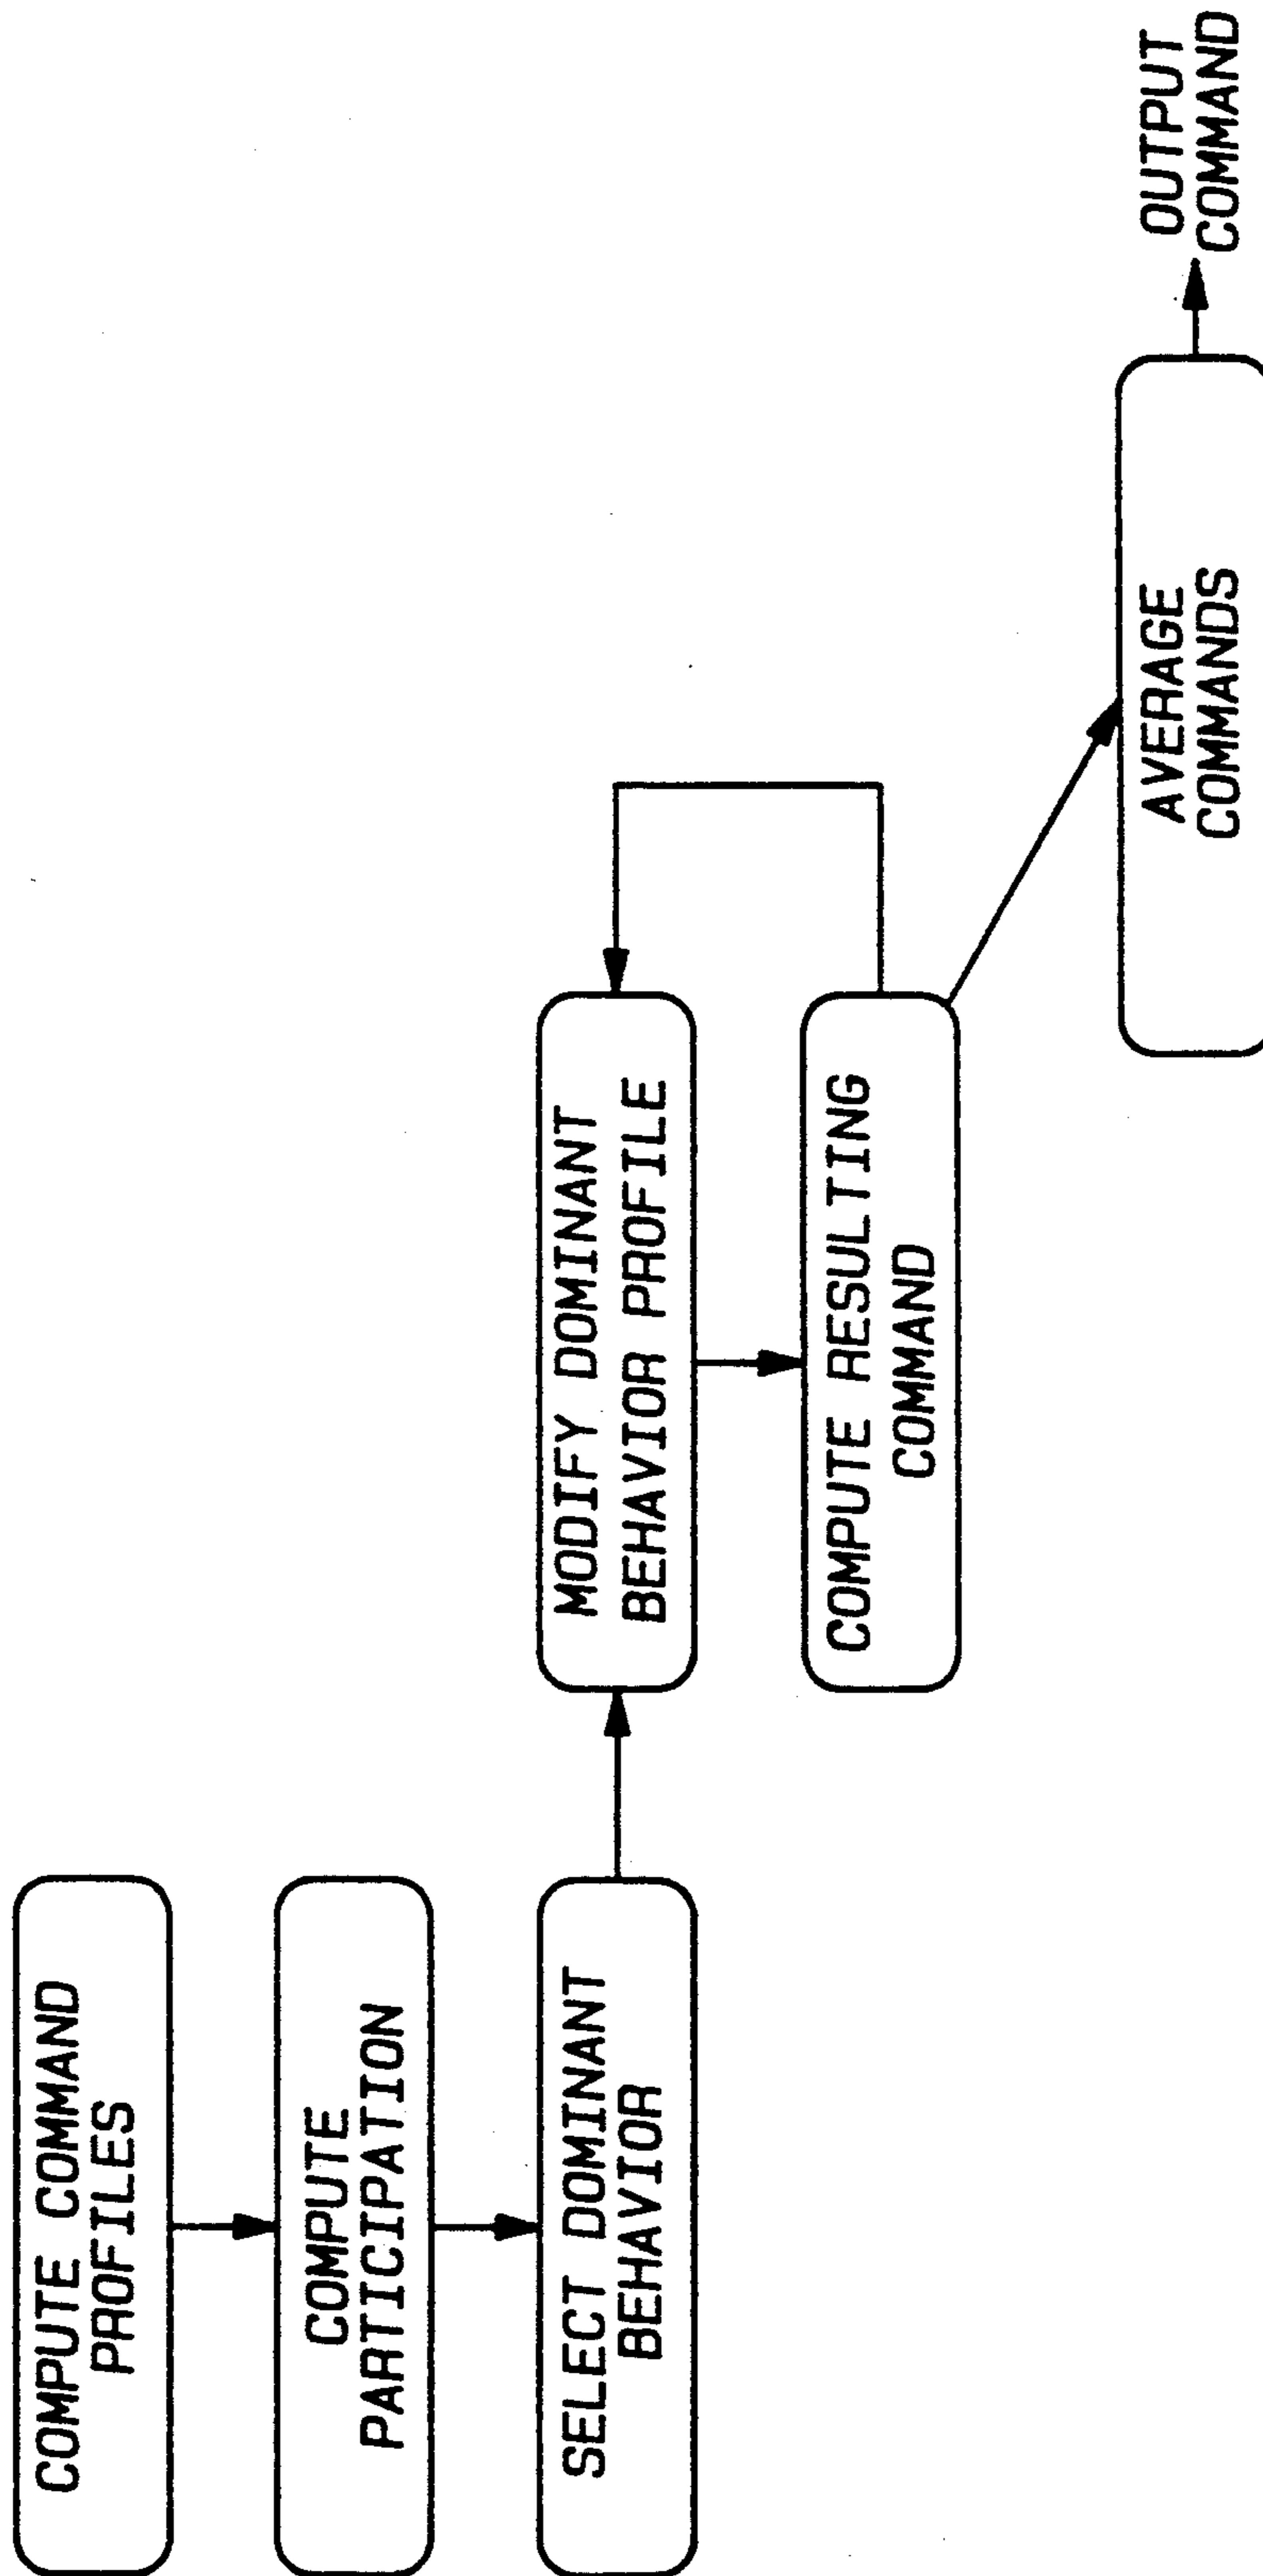 COMPUTE COMMAND
PROFILES
COMPUTE
PARTICIPATION
SELECT DOMINANT
BEHAVIOR
MODIFY DOMINANT
BEHAVIOR PROFILE
COMPUTE RESULTING
COMMAND
AVERAGE
COMMANDS
OUTPUT
COMMAND